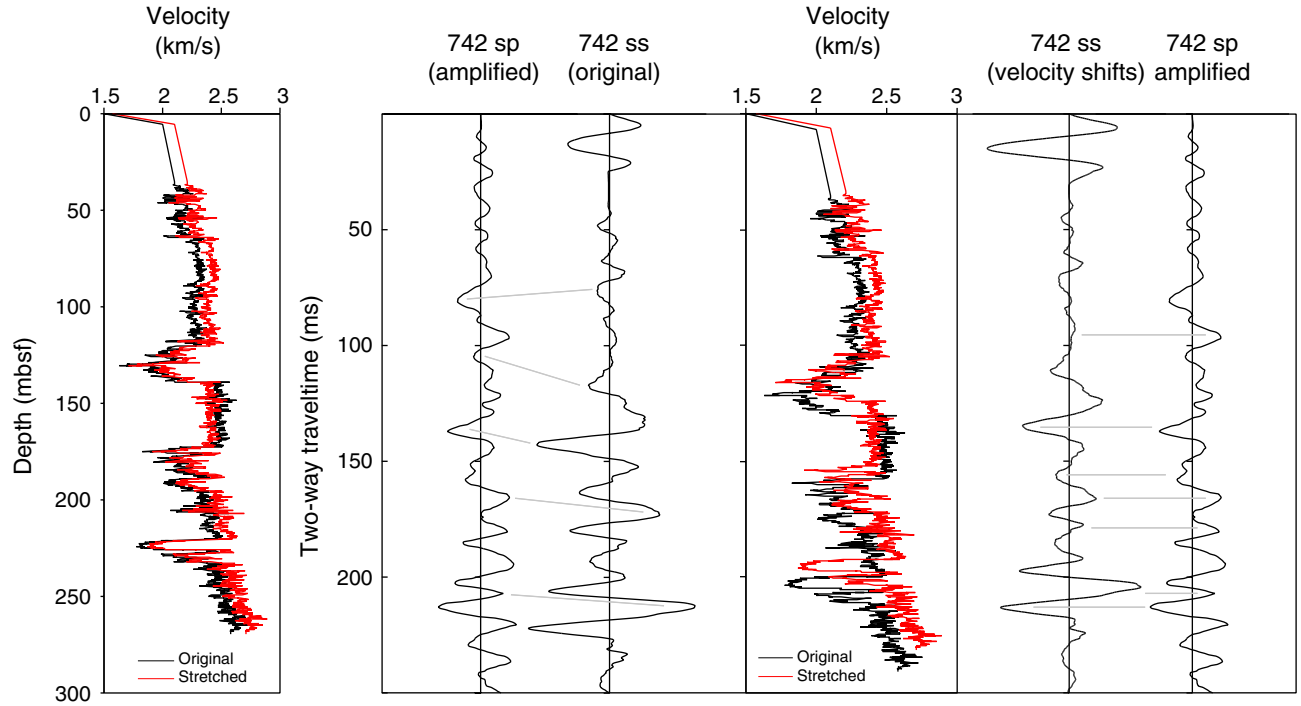 Velocity
(km/s)
1.5 2 2.5 3
742 sp
(amplified)
742 ss
(original)
Velocity
(km/s)
1.5 2 2.5 3
742 ss
(velocity shifts)
742 sp
amplified
Depth (mbsf)
0
50
100
150
200
250
300
Original
Stretched
Two-way traveltime (ms)
50
100
150
200
Original
Stretched